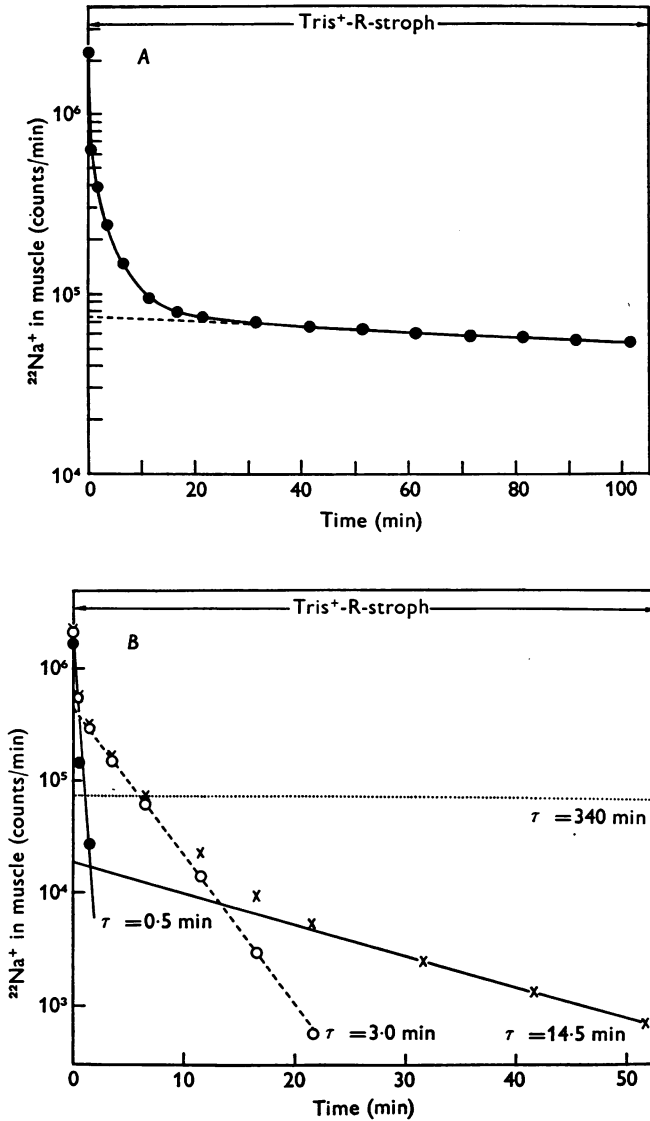 Tris⁺-R-stroph
A
10⁶
10⁵
10⁴
²²Na⁺ in muscle (counts/min)
0 20 40 60 80 100
Time (min)
Tris⁺-R-stroph
B
10⁶
10⁵
10⁴
10³
²²Na⁺ in muscle (counts/min)
τ =340 min
τ =0·5 min
τ =3·0 min
τ =14·5 min
0 10 20 30 40 50
Time (min)